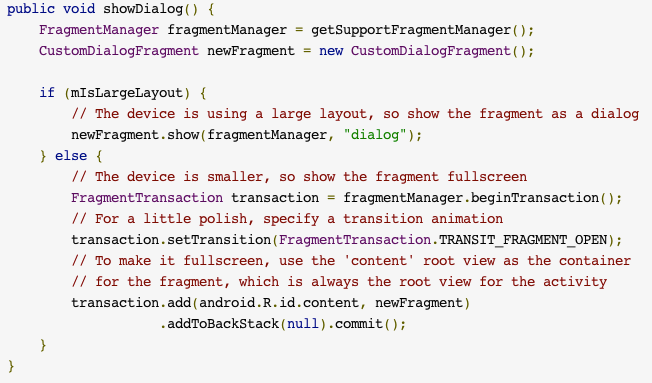 public void showDialog() {
    FragmentManager fragmentManager = getSupportFragmentManager();
    CustomDialogFragment newFragment = new CustomDialogFragment();

    if (mIsLargeLayout) {
        // The device is using a large layout, so show the fragment as a dialog
        newFragment.show(fragmentManager, "dialog");
    } else {
        // The device is smaller, so show the fragment fullscreen
        FragmentTransaction transaction = fragmentManager.beginTransaction();
        // For a little polish, specify a transition animation
        transaction.setTransition(FragmentTransaction.TRANSIT_FRAGMENT_OPEN);
        // To make it fullscreen, use the 'content' root view as the container
        // for the fragment, which is always the root view for the activity
        transaction.add(android.R.id.content, newFragment)
                   .addToBackStack(null).commit();
    }
}